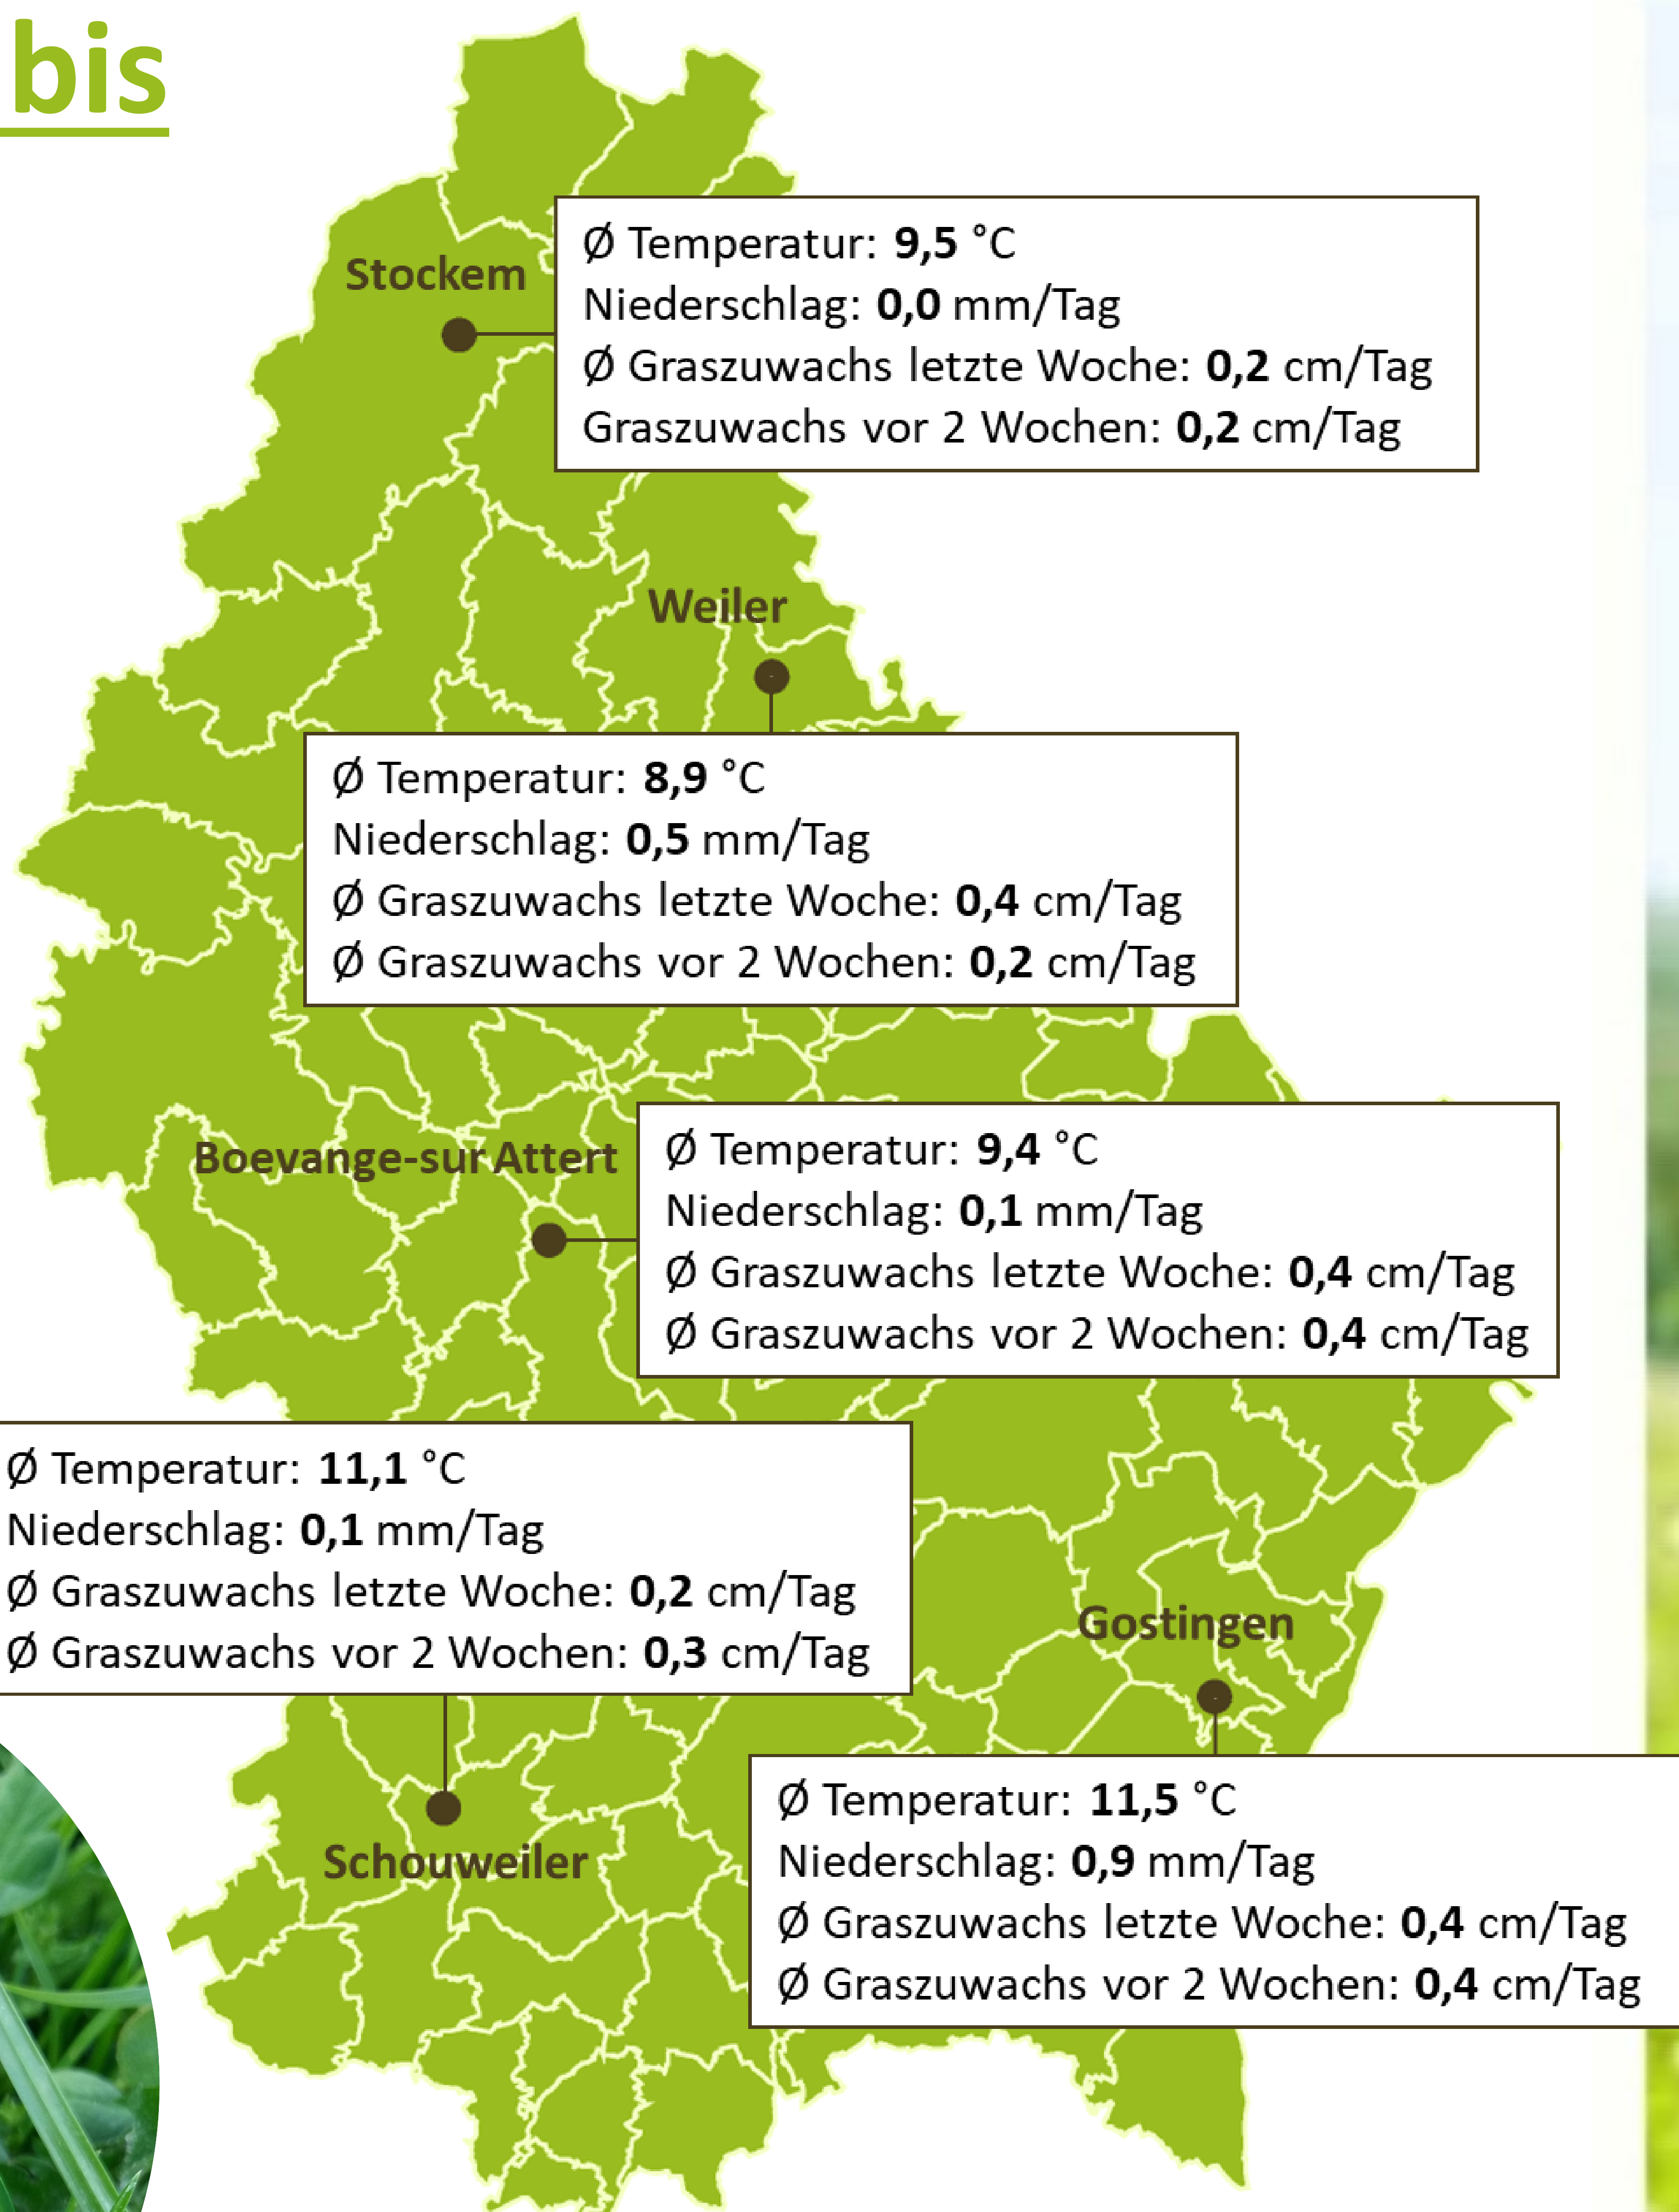 bis
Stockem
Ø Temperatur: 9,5 °C
Niederschlag: 0,0 mm/Tag
Ø Graszuwachs letzte Woche: 0,2 cm/Tag
Graszuwachs vor 2 Wochen: 0,2 cm/Tag
Weiler
Ø Temperatur: 8,9 °C
Niederschlag: 0,5 mm/Tag
Ø Graszuwachs letzte Woche: 0,4 cm/Tag
Ø Graszuwachs vor 2 Wochen: 0,2 cm/Tag
Boevange-sur Attert
Ø Temperatur: 9,4 °C
Niederschlag: 0,1 mm/Tag
Ø Graszuwachs letzte Woche: 0,4 cm/Tag
Ø Graszuwachs vor 2 Wochen: 0,4 cm/Tag
Ø Temperatur: 11,1 °C
Niederschlag: 0,1 mm/Tag
Ø Graszuwachs letzte Woche: 0,2 cm/Tag
Ø Graszuwachs vor 2 Wochen: 0,3 cm/Tag
Schouweiler
Gostingen
Ø Temperatur: 11,5 °C
Niederschlag: 0,9 mm/Tag
Ø Graszuwachs letzte Woche: 0,4 cm/Tag
Ø Graszuwachs vor 2 Wochen: 0,4 cm/Tag